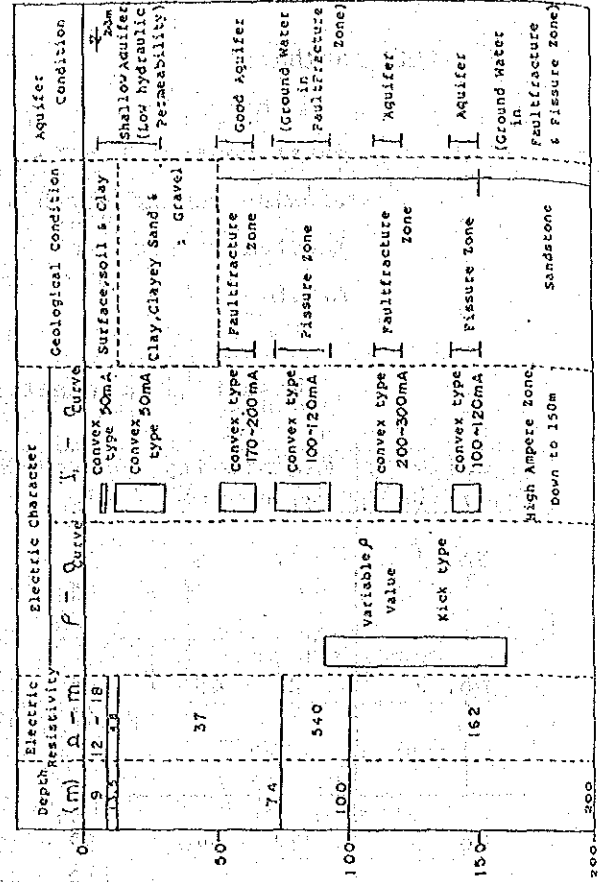 Depth
(m)
Electric
Resistivity
Ω - m
Electric Character
ρ - a curve
I - a curve
Geological Condition
Aquifer
Condition
0
50
100
150
200
9
74
100
200
12 - 18
37
540
162
Variable ρ
Value
Kick type
convex
type 50mA
convex
type 50mA
convex type
170~200mA
convex type
100~120mA
convex type
200~300mA
convex type
100~120mA
High Ampere Zone
Down to 150m
Surface, soil & Clay
Clay, Clayey Sand &
Gravel
Faultfracture
Zone
Fissure Zone
Faultfracture
Zone
Fissure Zone
Sandstone
Shallow Aquifer
(Low hydraulic
Permeability)
Good Aquifer
(Ground Water
in
Faultfracture
Zone)
Aquifer
Aquifer
(Ground Water
in
Faultfracture
& Fissure Zone)